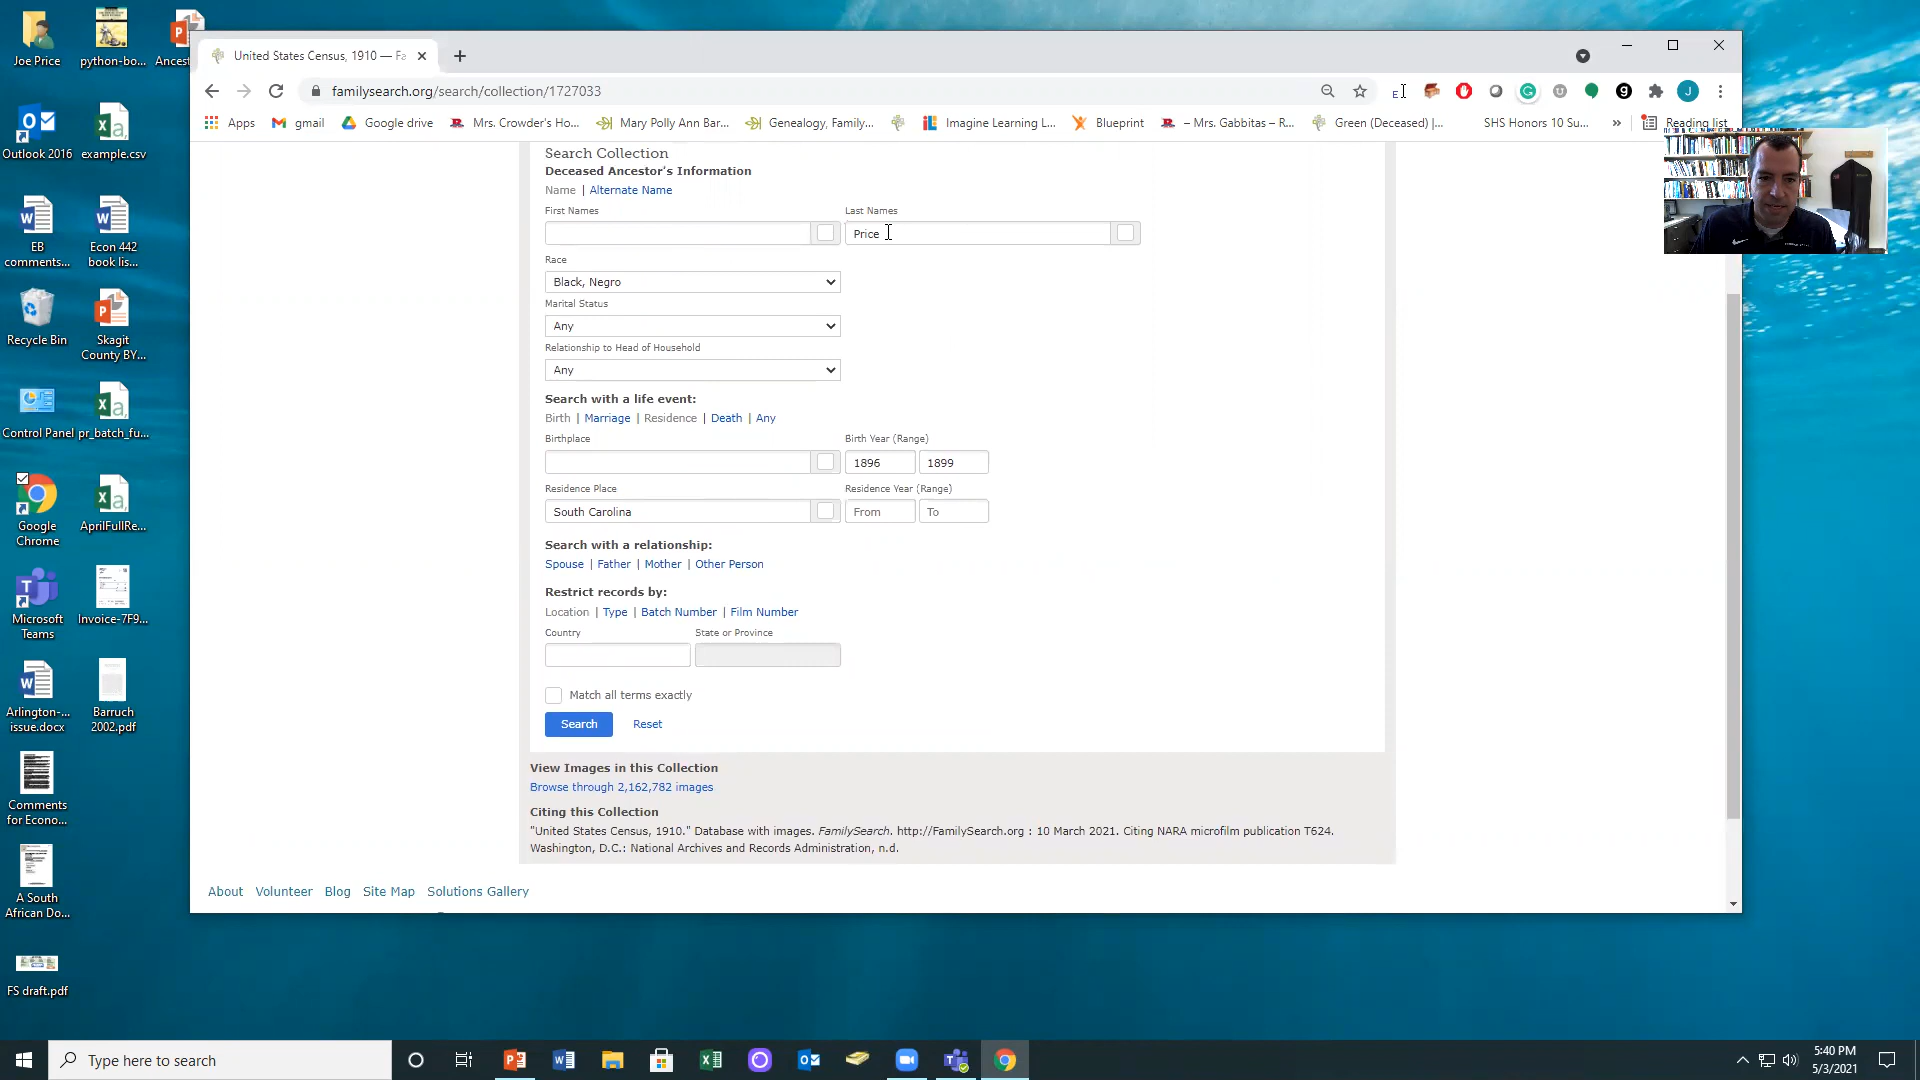 Joe Price
python-bo...
Ancest
Outlook 2016
example.csv
EB comments...
Econ 442 book lis...
Recycle Bin
Skagit County BY...
Control Panel
pr_batch_fu...
Google Chrome
AprilFullRe...
Microsoft Teams
Invoice-7F9...
Arlington-... issue.docx
Barruch 2002.pdf
Comments for Econo...
A South African Do...
FS draft.pdf
United States Census, 1910 — Fa
familysearch.org/search/collection/1727033
Apps
gmail
Google drive
Mrs. Crowder's Ho...
Mary Polly Ann Bar...
Genealogy, Family...
Imagine Learning L...
Blueprint
– Mrs. Gabbitas – R...
Green (Deceased) |...
SHS Honors 10 Su...
»
Reading list
Search Collection
Deceased Ancestor's Information
Name | Alternate Name
First Names
Last Names
Price
Race
Black, Negro
Marital Status
Any
Relationship to Head of Household
Any
Search with a life event:
Birth | Marriage | Residence | Death | Any
Birthplace
Birth Year (Range)
1896
1899
Residence Place
Residence Year (Range)
South Carolina
From
To
Search with a relationship:
Spouse | Father | Mother | Other Person
Restrict records by:
Location | Type | Batch Number | Film Number
Country
State or Province
Match all terms exactly
Search
Reset
View Images in this Collection
Browse through 2,162,782 images
Citing this Collection
"United States Census, 1910." Database with images. FamilySearch. http://FamilySearch.org : 10 March 2021. Citing NARA microfilm publication T624.
Washington, D.C.: National Archives and Records Administration, n.d.
About
Volunteer
Blog
Site Map
Solutions Gallery
Type here to search
5:40 PM
5/3/2021